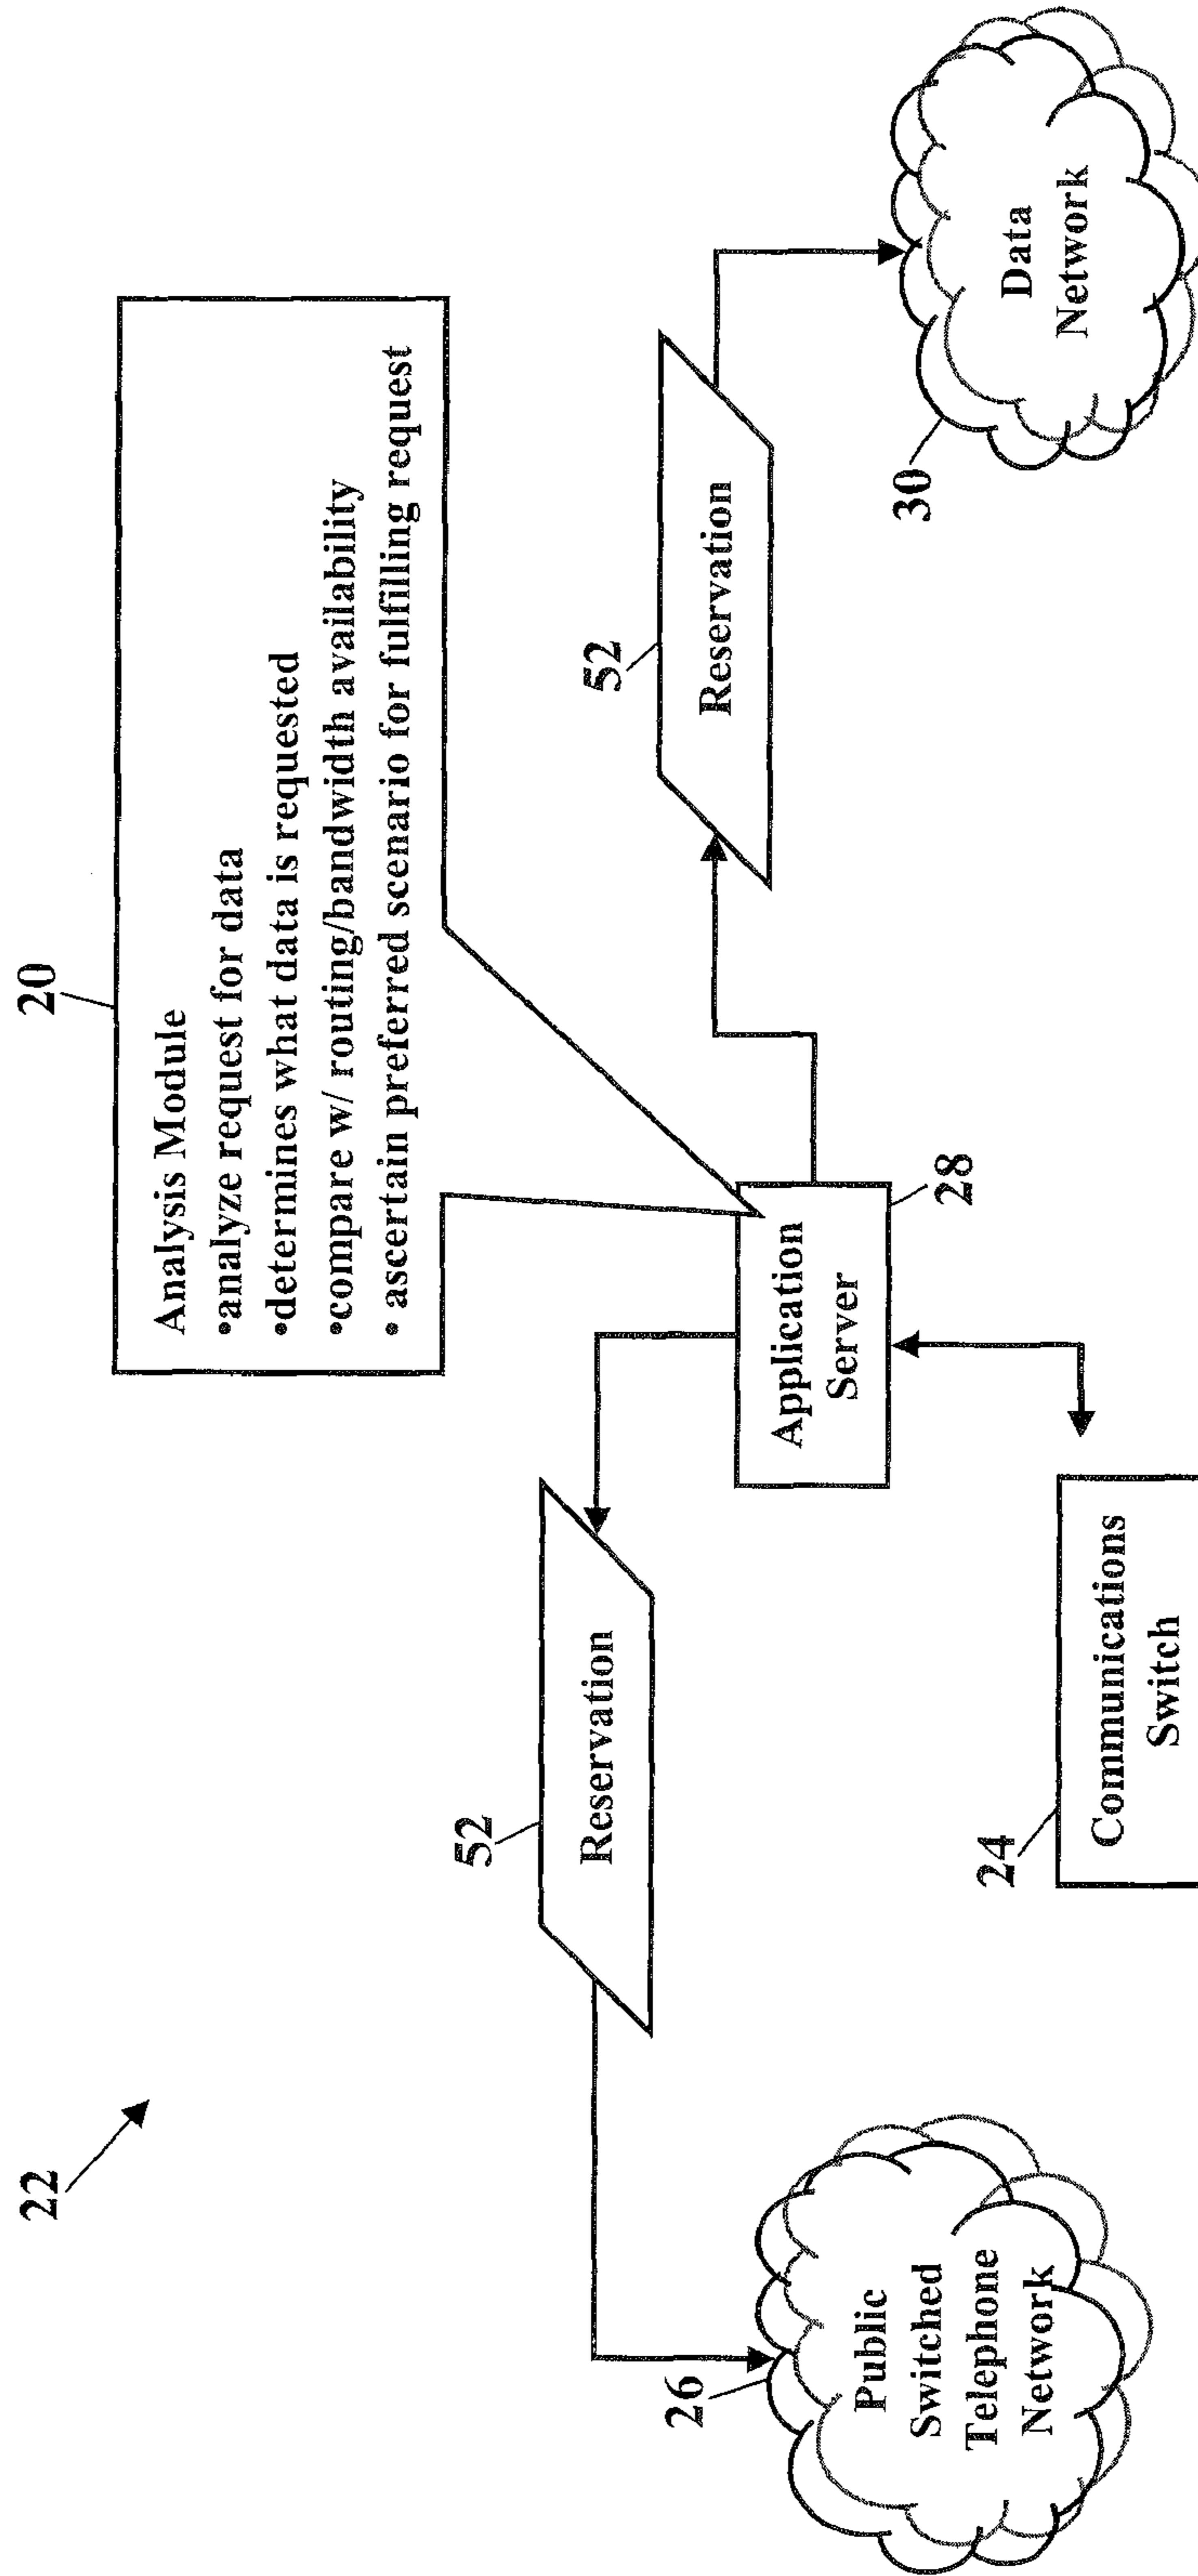 22
20
Analysis Module
•analyze request for data
•determines what data is requested
•compare w/ routing/bandwidth availability
• ascertain preferred scenario for fulfilling request
52
Reservation
52
Reservation
26
Public
Switched
Telephone
Network
Application
Server
28
30
Data
Network
24
Communications
Switch